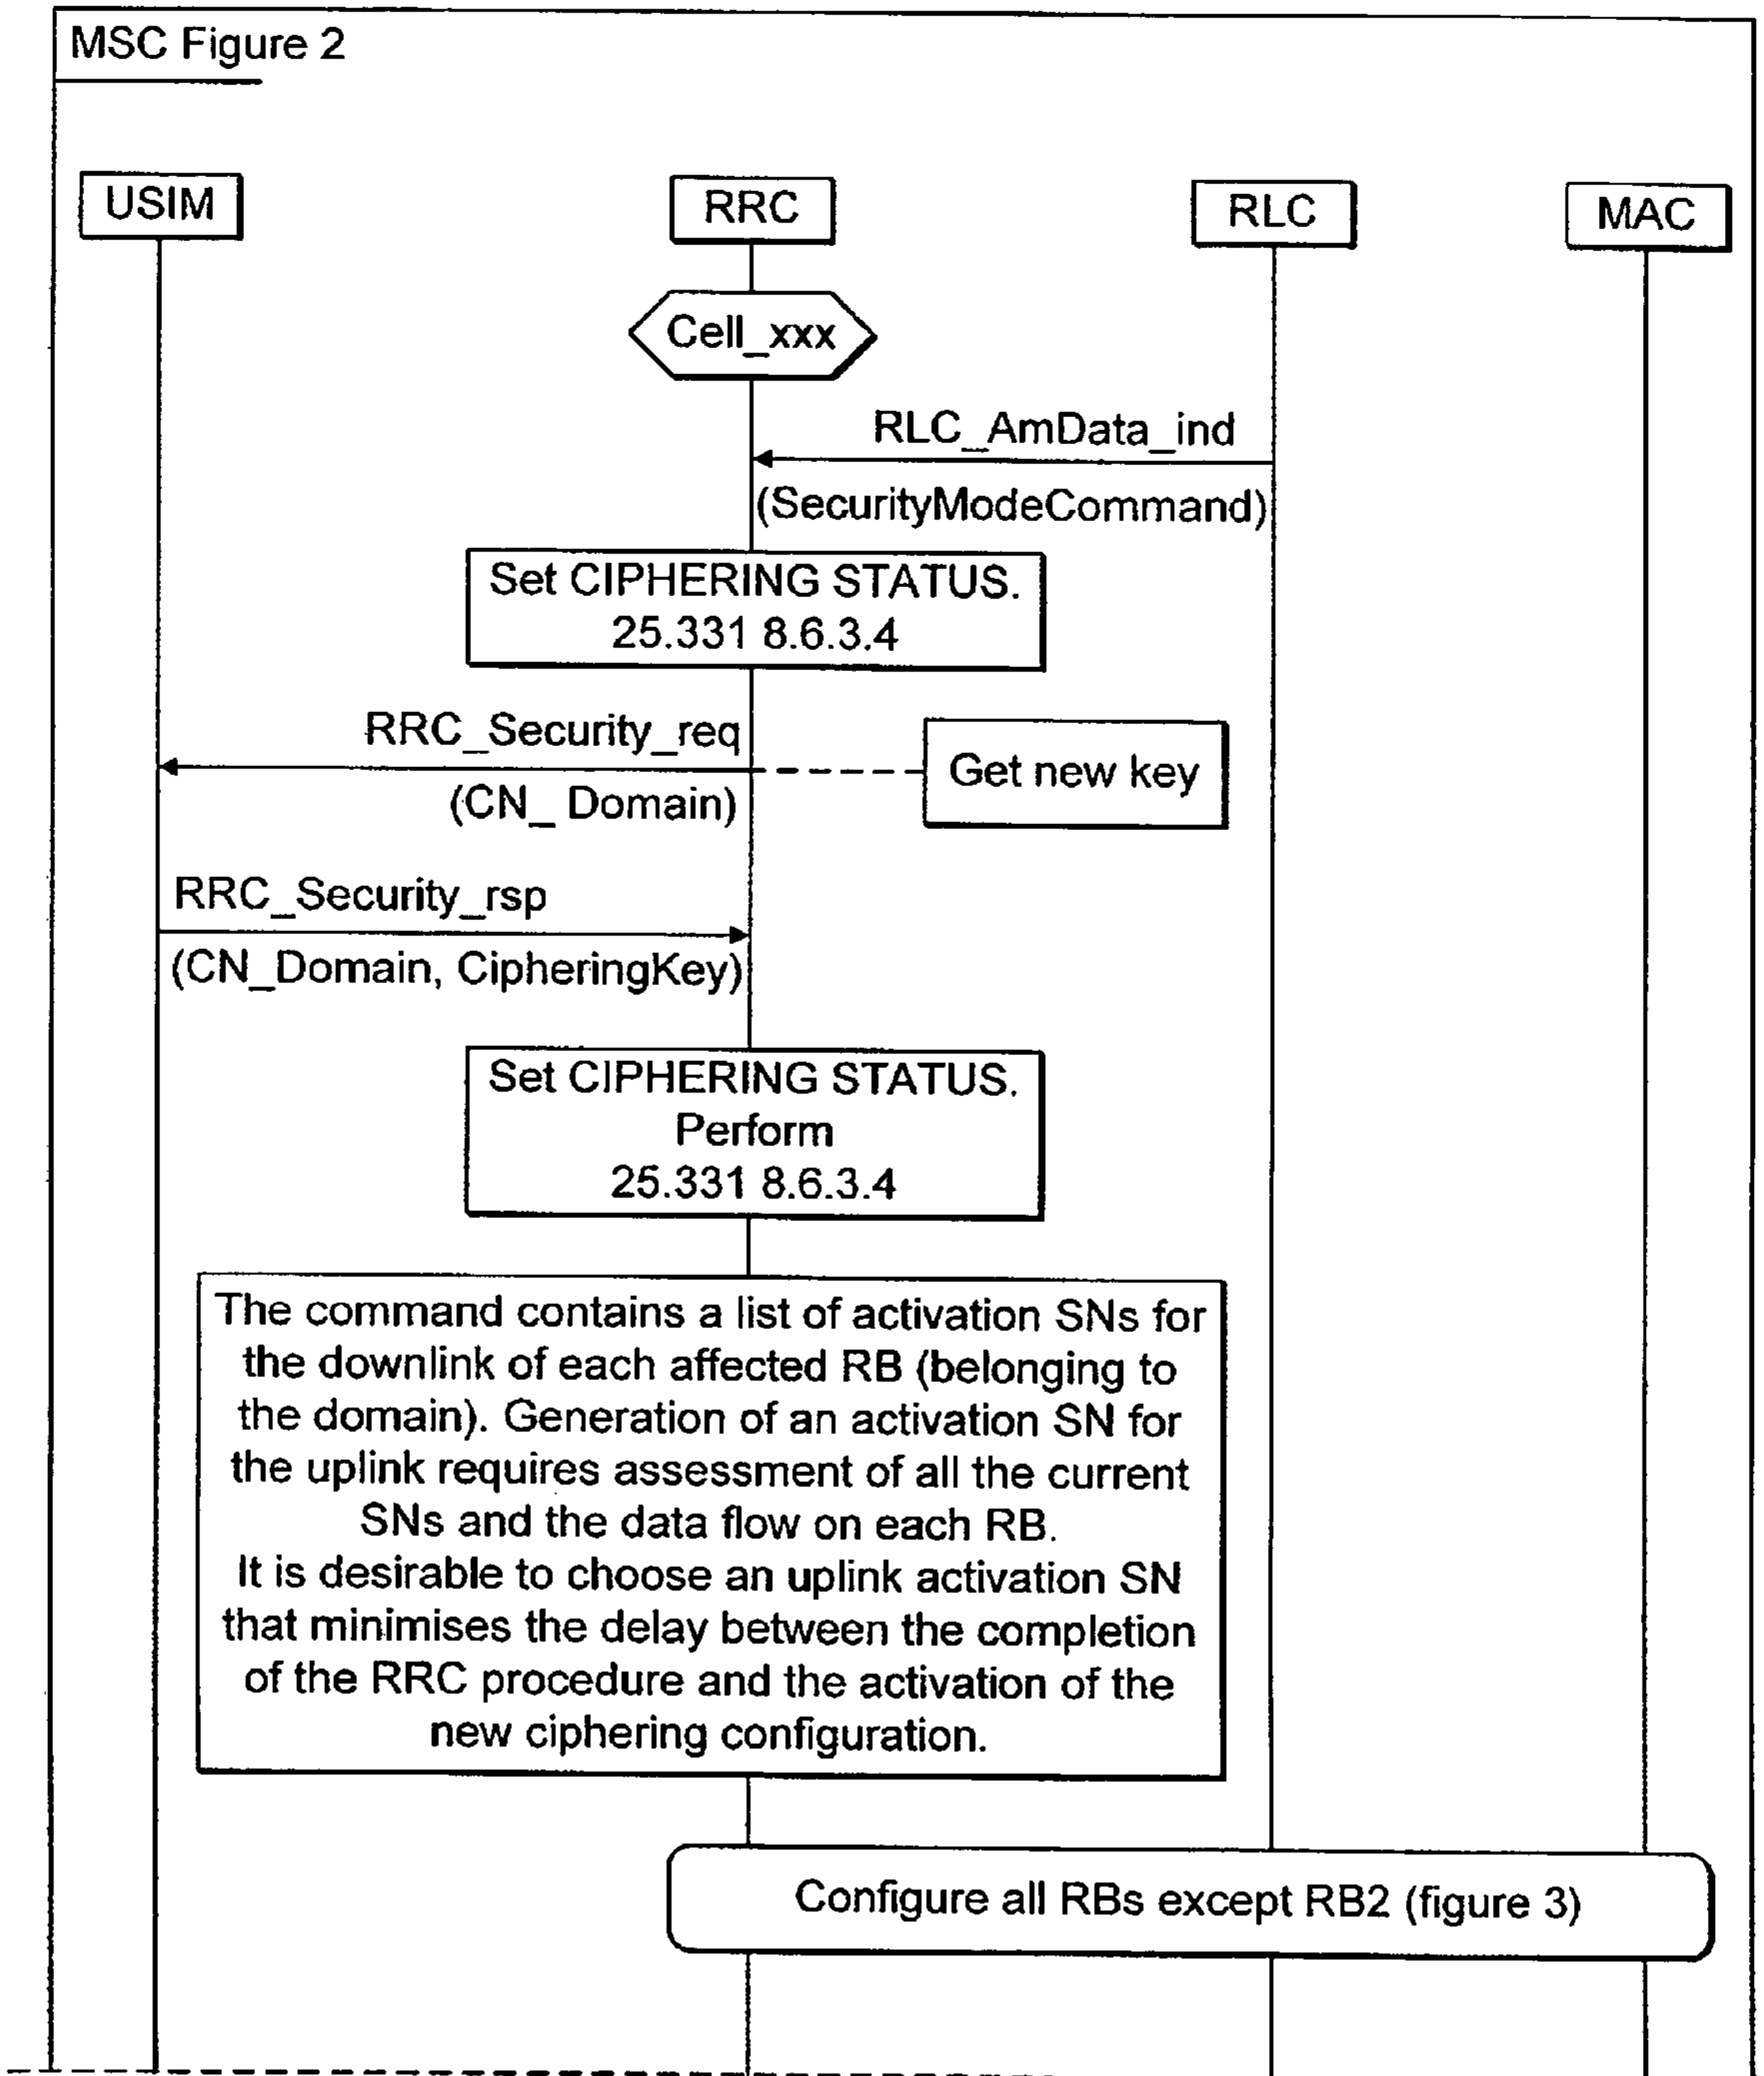 MSC Figure 2
USIM
RRC
RLC
MAC
Cell_xxx
RLC_AmData_ind
(SecurityModeCommand)
Set CIPHERING STATUS.
25.331 8.6.3.4
RRC_Security_req
Get new key
(CN_ Domain)
RRC_Security_rsp
(CN_Domain, CipheringKey)
Set CIPHERING STATUS.
Perform
25.331 8.6.3.4
The command contains a list of activation SNs for
the downlink of each affected RB (belonging to
the domain). Generation of an activation SN for
the uplink requires assessment of all the current
SNs and the data flow on each RB.
It is desirable to choose an uplink activation SN
that minimises the delay between the completion
of the RRC procedure and the activation of the
new ciphering configuration.
Configure all RBs except RB2 (figure 3)